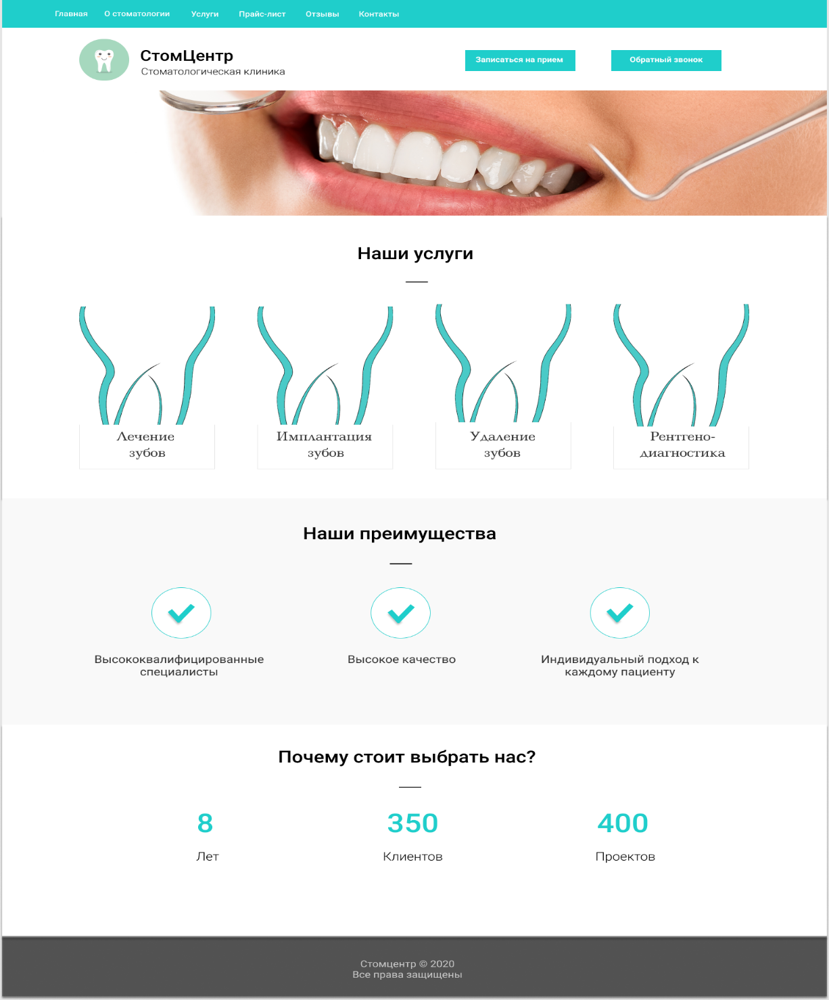 Главная О стоматологии Услуги Прайс-лист Отзывы Контакты
СтомЦентр
Стоматологическая клиника
Записаться на прием
Обратный звонок
Наши услуги
Лечение
зубов
Имплантация
зубов
Удаление
зубов
Рентгено-
диагностика
Наши преимущества
Высококвалифицированные
специалисты
Высокое качество
Индивидуальный подход к
каждому пациенту
Почему стоит выбрать нас?
8
Лет
350
Клиентов
400
Проектов
Стомцентр © 2020
Все права защищены